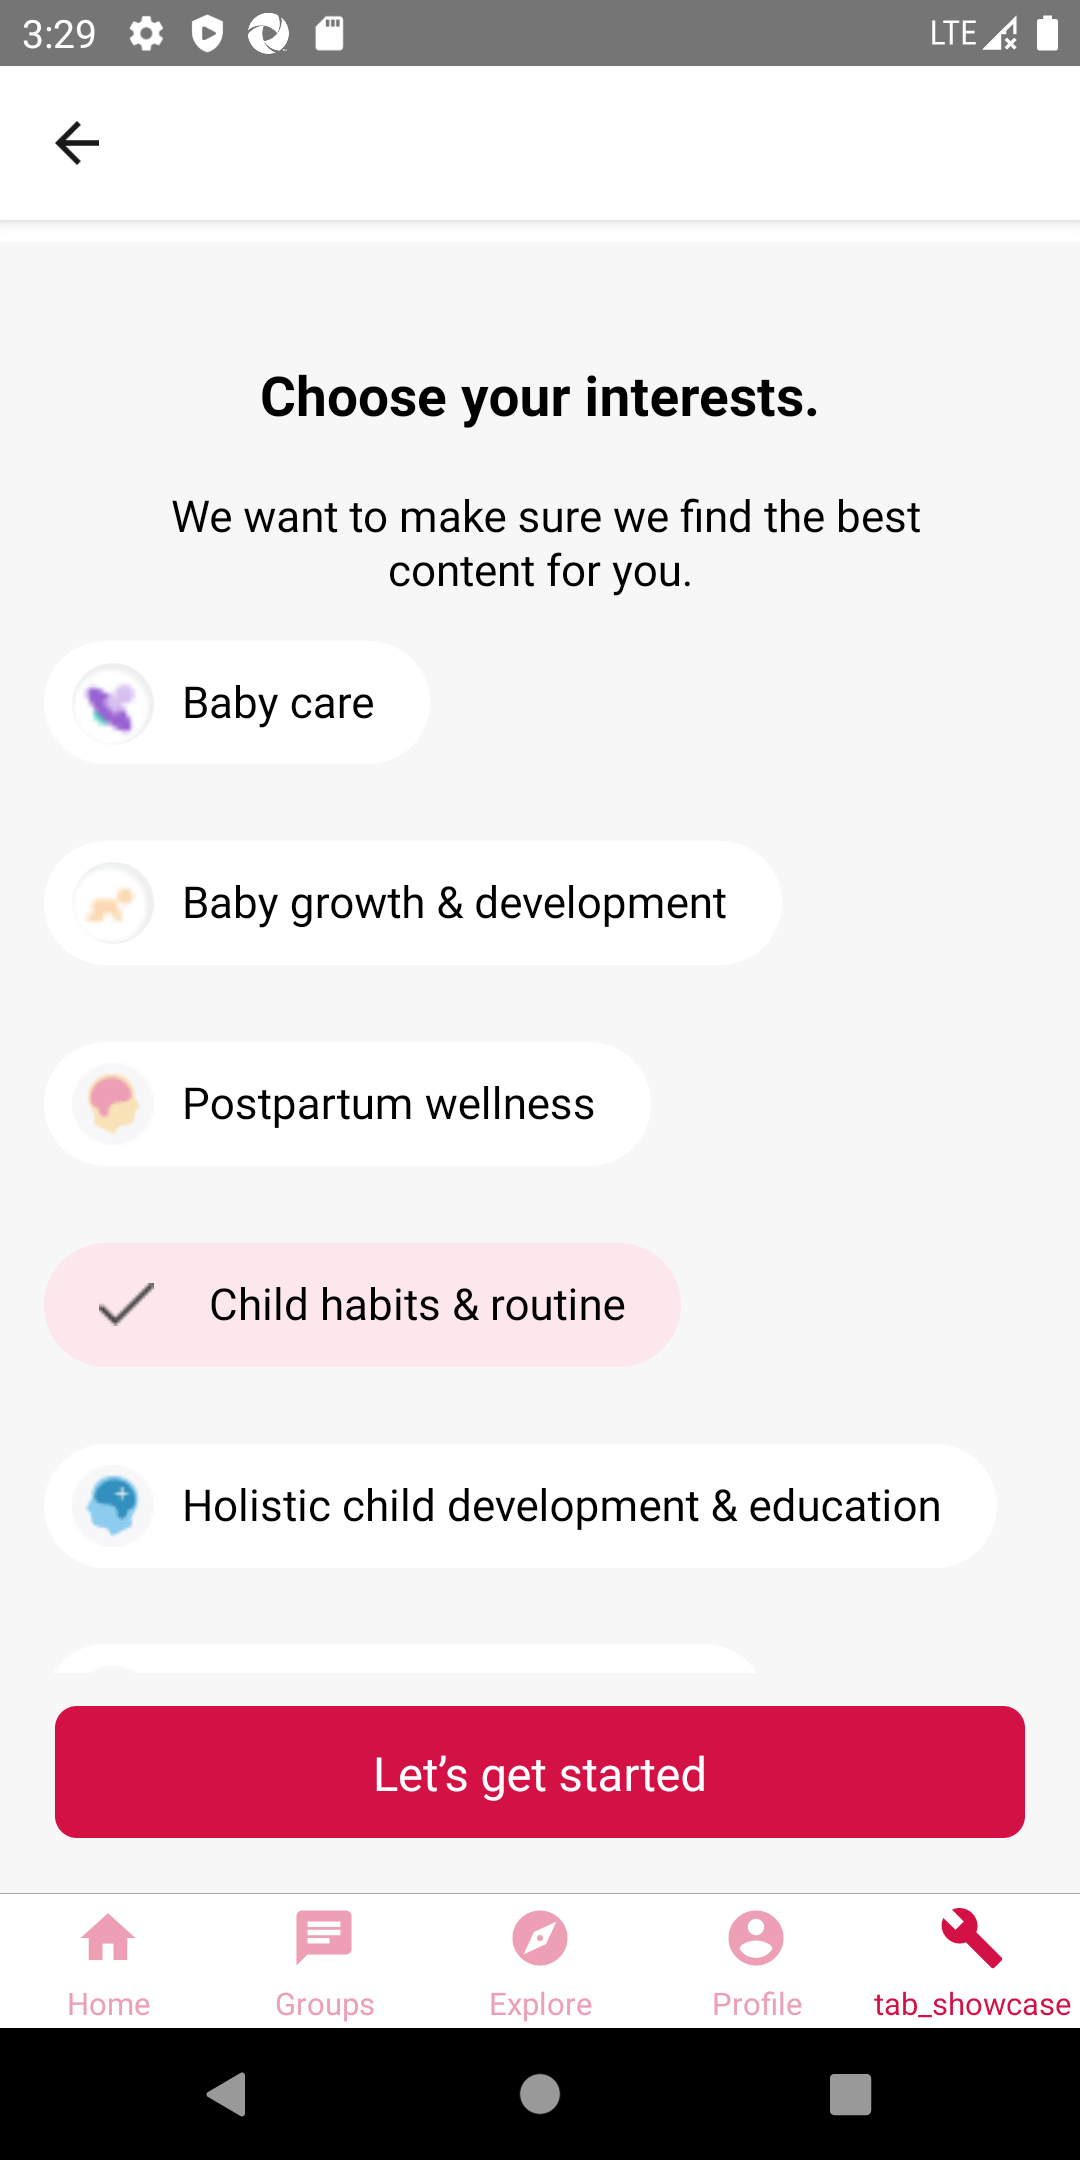 3:29
LTE
Choose your interests.
We want to make sure we find the best
content for you.
Baby care
Baby growth & development
Postpartum wellness
Child habits & routine
Holistic child development & education
Let’s get started
Home
Groups
Explore
Profile
tab_showcase